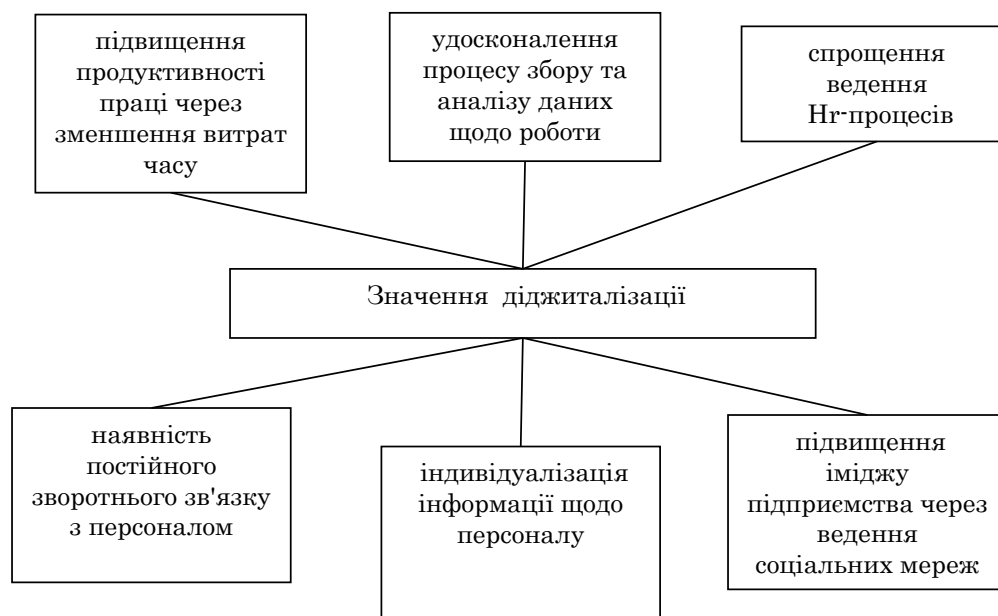 підвищення
продуктивності
праці через
зменшення витрат
часу
удосконалення
процесу збору та
аналізу даних
щодо роботи
спрощення
ведення
Hr-процесів
Значення діджиталізації
наявність
постійного
зворотнього зв'язку
з персоналом
індивідуалізація
інформації щодо
персоналу
підвищення
іміджу
підприємства через
ведення
соціальних мереж